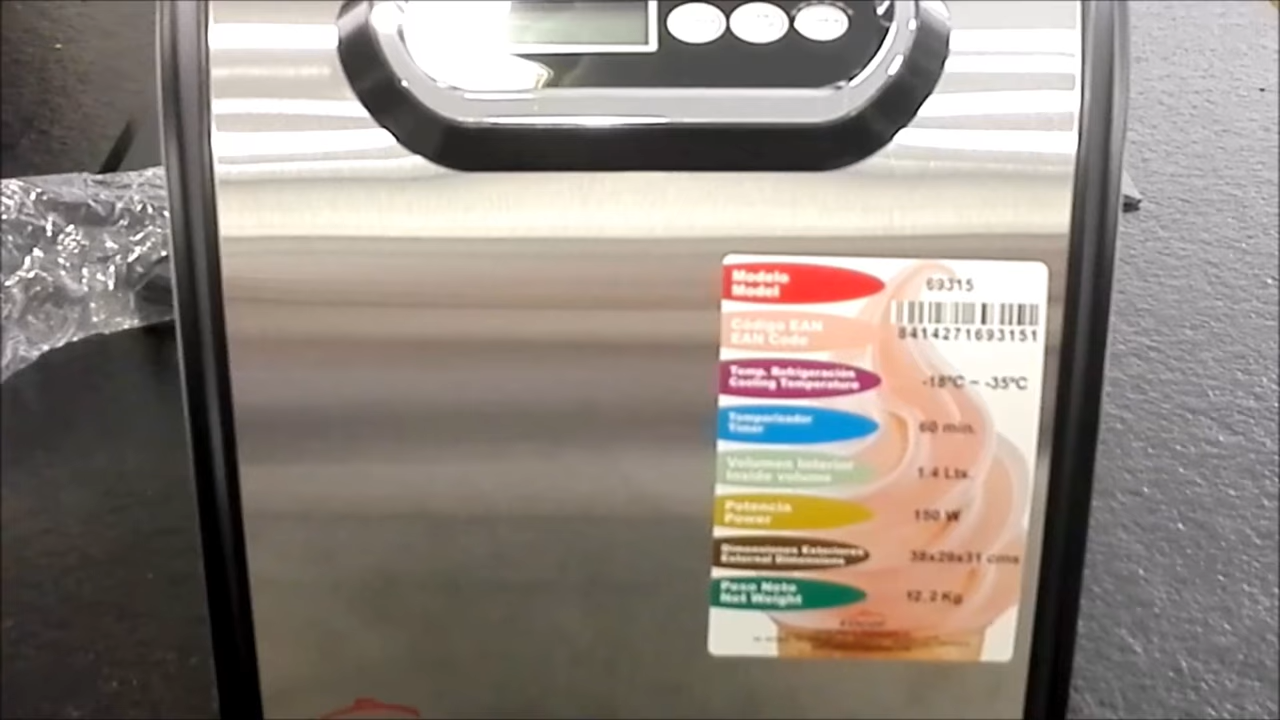 Modelo
Model
69315
Código EAN
EAN Code
8414271693151
Temp. Refrigeración
Cooling Temperature
-18ºC ~ -35ºC
Temporizador
Timer
60 min.
Volumen Interior
Inside volume
1.4 Lts.
Potencia
Power
150 W
Dimensiones Exteriores
External Dimensions
38x28x31 cms
Peso Neto
Net Weight
12.2 Kg